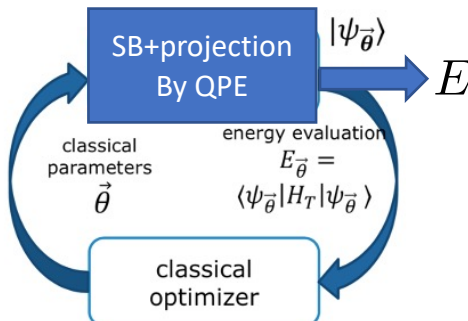 SB+projection
By QPE
|ψ_θ⃗⟩
E
classical
parameters
θ⃗
energy evaluation
E_θ⃗ =
⟨ψ_θ⃗|H_T|ψ_θ⃗⟩
classical
optimizer